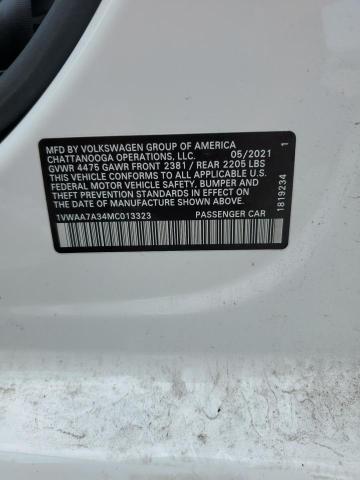 MFD BY VOLKSWAGEN GROUP OF AMERICA
CHATTANOOGA OPERATIONS, LLC. 05/2021 1
GVWR 4475 GAWR FRONT 2381 / REAR 2205 LBS
THIS VEHICLE CONFORMS TO ALL APPLICABLE U.S.
FEDERAL MOTOR VEHICLE SAFETY, BUMPER AND
THEFT PREVENTION STANDARDS IN EFFECT ON THE
DATE OF MANUFACTURE SHOWN ABOVE.
1VWAA7A34MC013323 PASSENGER CAR
1819234